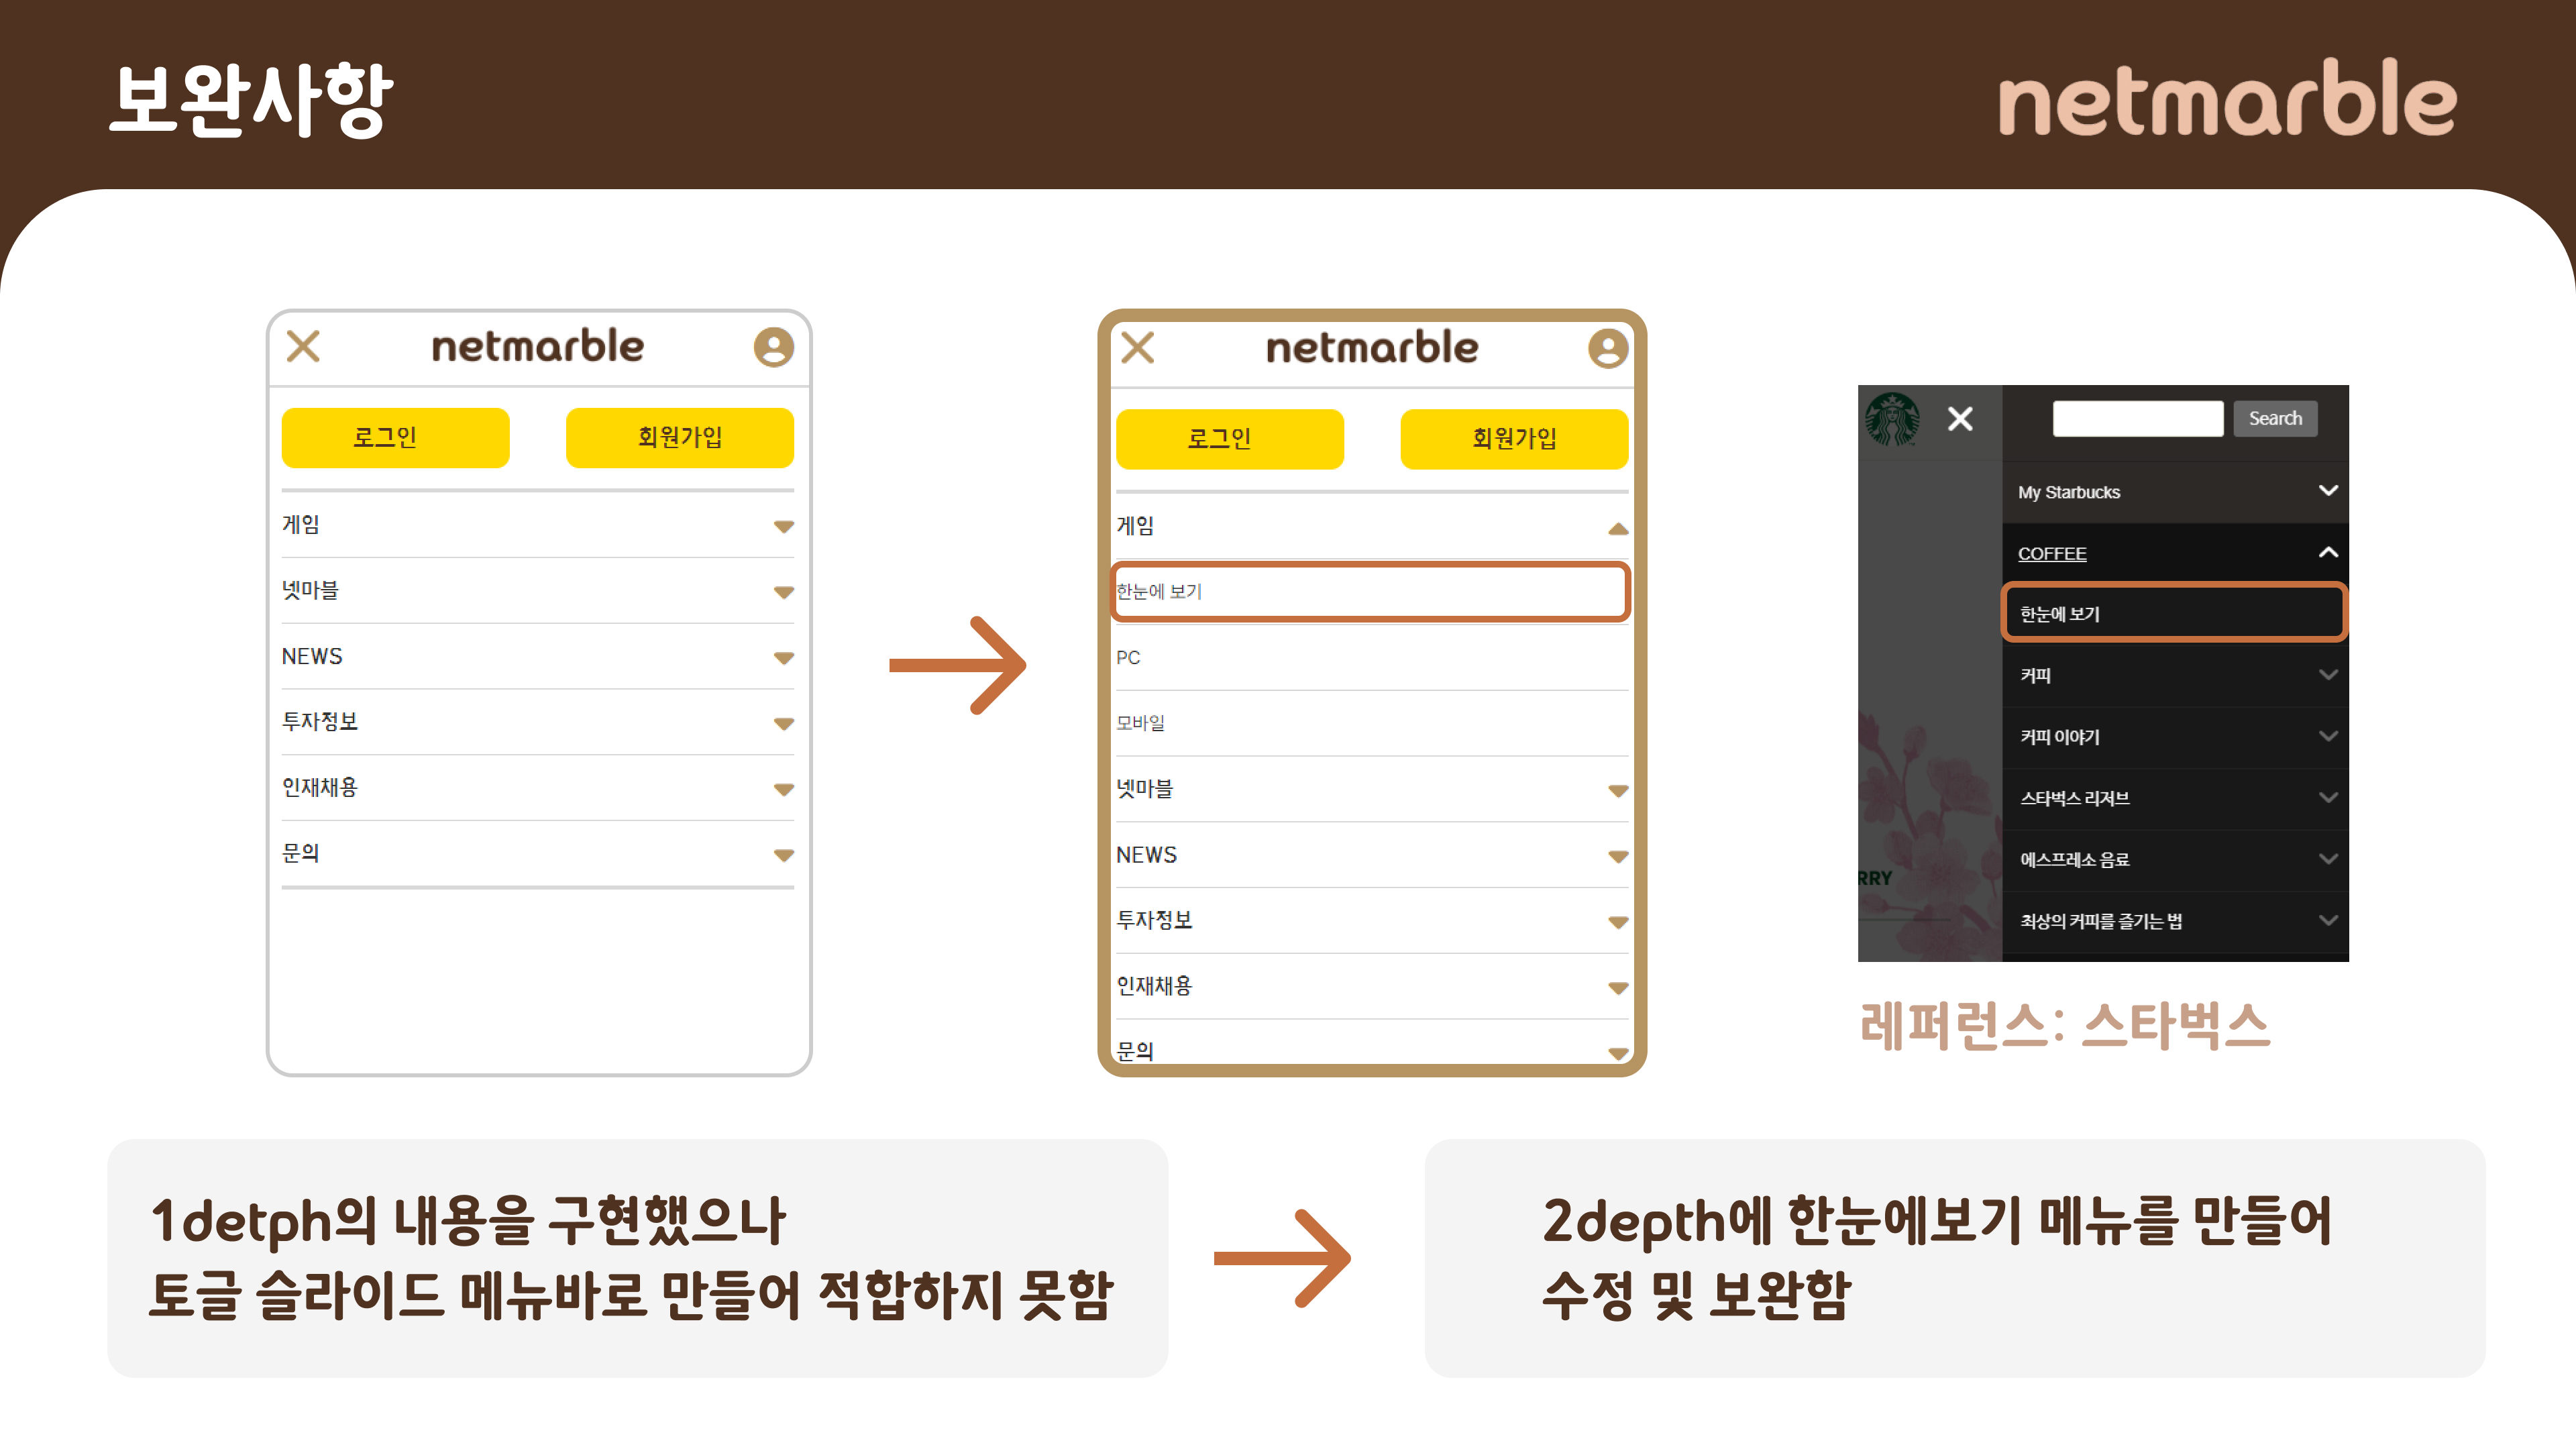 보완사항
netmarble
netmarble
로그인
회원가입
게임
넷마블
NEWS
투자정보
인재채용
문의
netmarble
로그인
회원가입
게임
한눈에 보기
PC
모바일
넷마블
NEWS
투자정보
인재채용
문의
Search
My Starbucks
COFFEE
한눈에 보기
커피
커피 이야기
스타벅스 리저브
에스프레소 음료
최상의 커피를 즐기는 법
RRY
레퍼런스: 스타벅스
1detph의 내용을 구현했으나
토글 슬라이드 메뉴바로 만들어 적합하지 못함
2depth에 한눈에보기 메뉴를 만들어
수정 및 보완함